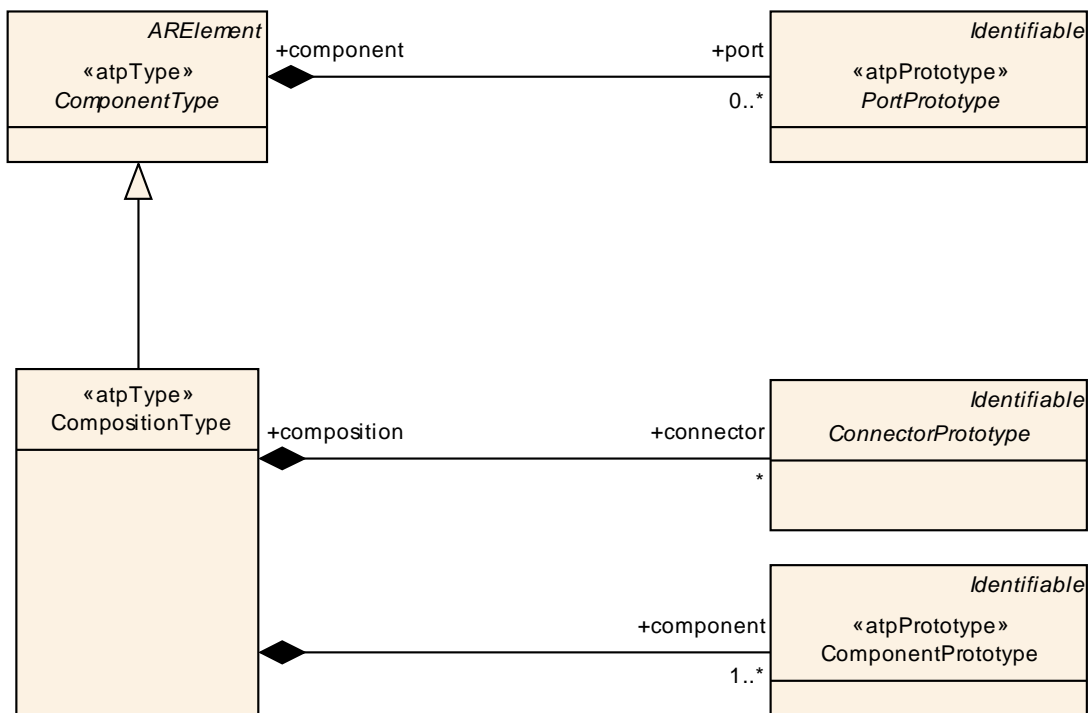 ARElement
«atpType»
ComponentType
+component
+port
0..*
Identifiable
«atpPrototype»
PortPrototype
«atpType»
CompositionType
+composition
+connector
*
Identifiable
ConnectorPrototype
+component
1..*
Identifiable
«atpPrototype»
ComponentPrototype